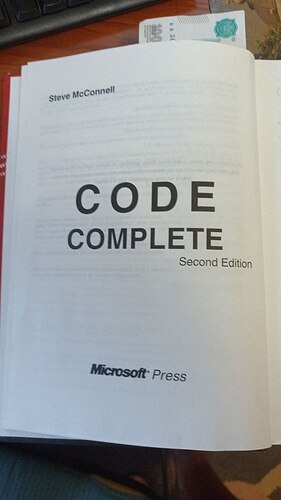 Steve McConnell
CODE
COMPLETE
Second Edition
Microsoft Press